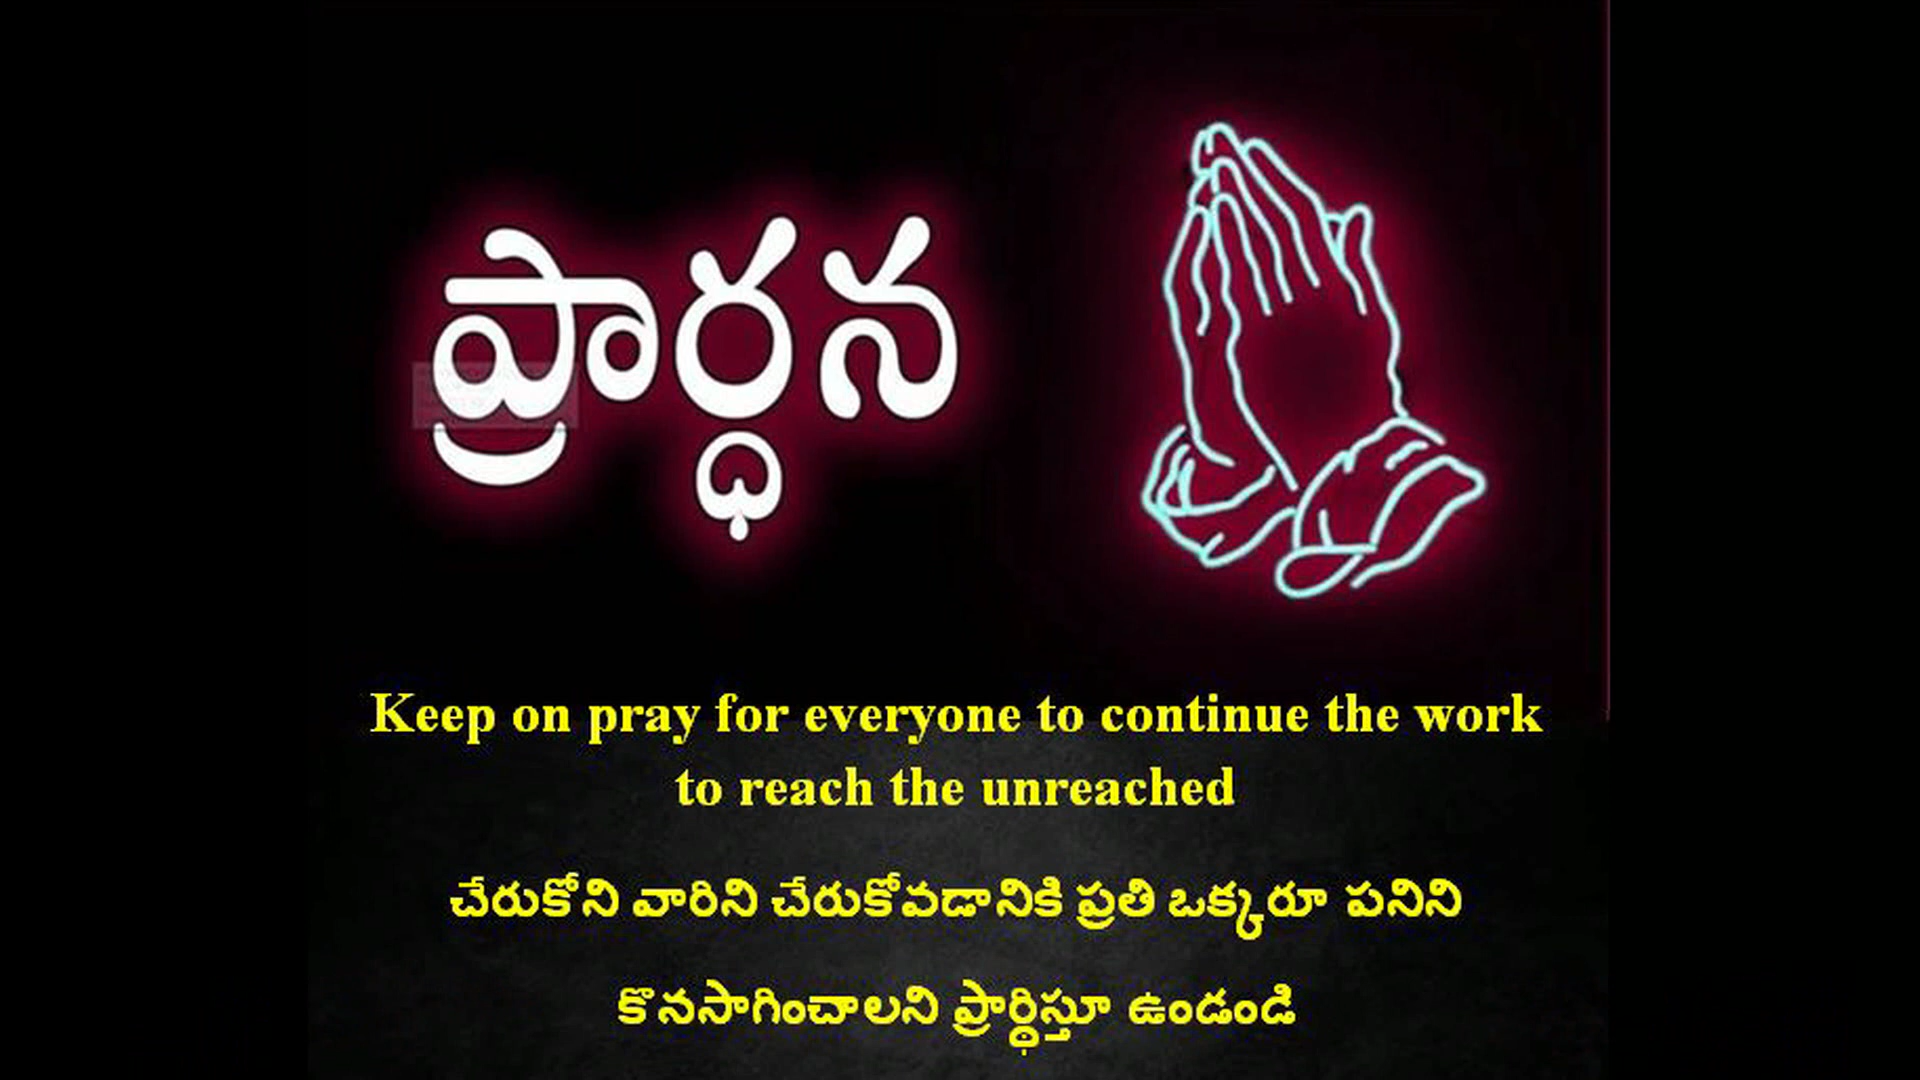 ప్రార్ధన
Keep on pray for everyone to continue the work
to reach the unreached
చేరుకోని వారిని చేరుకోవడానికి ప్రతి ఒక్కరూ పనిని
కొనసాగించాలని ప్రార్థిస్తూ ఉండండి